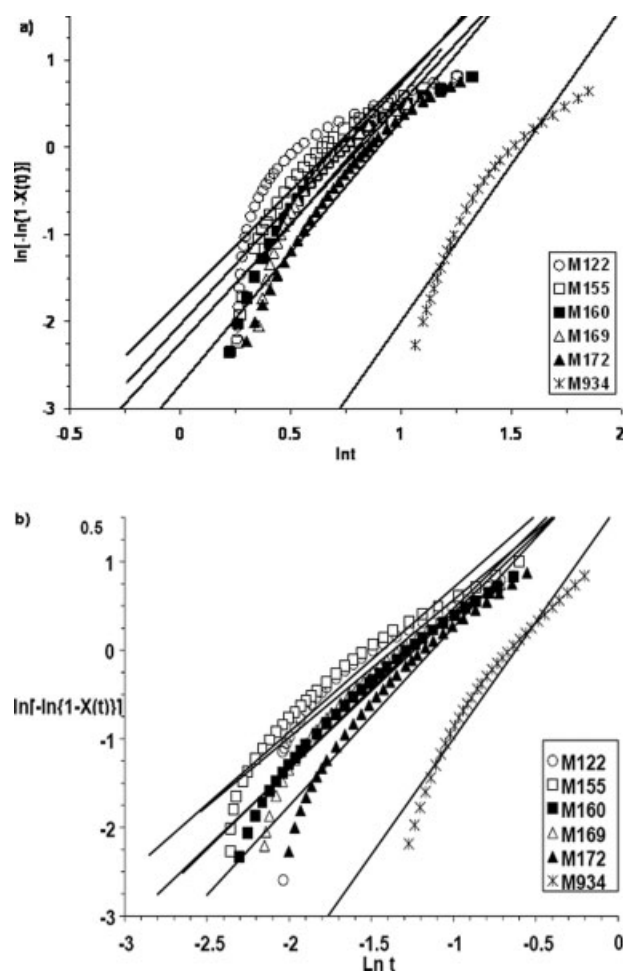 a)
1
0
-1
-2
-3
-0.5
0
0.5
1
1.5
2
ln[-ln{1-X(t)}]
lnt
M122
M155
M160
M169
M172
M934
b)
0.5
1
0
-1
-2
-3
-3
-2.5
-2
-1.5
-1
-0.5
0
ln[-ln{1-X(t)}]
Ln t
M122
M155
M160
M169
M172
M934